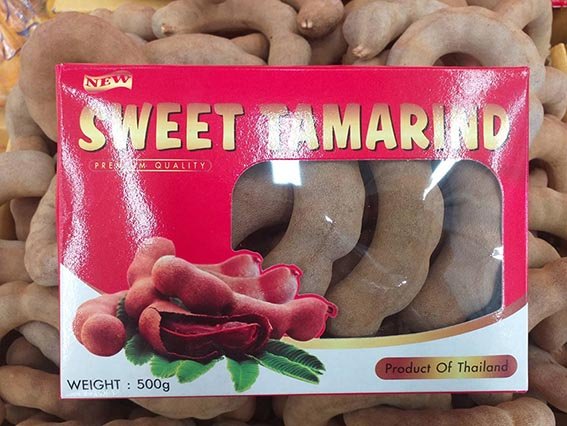 NEW
SWEET TAMARIND
PREMIUM QUALITY
WEIGHT : 500g
Product Of Thailand